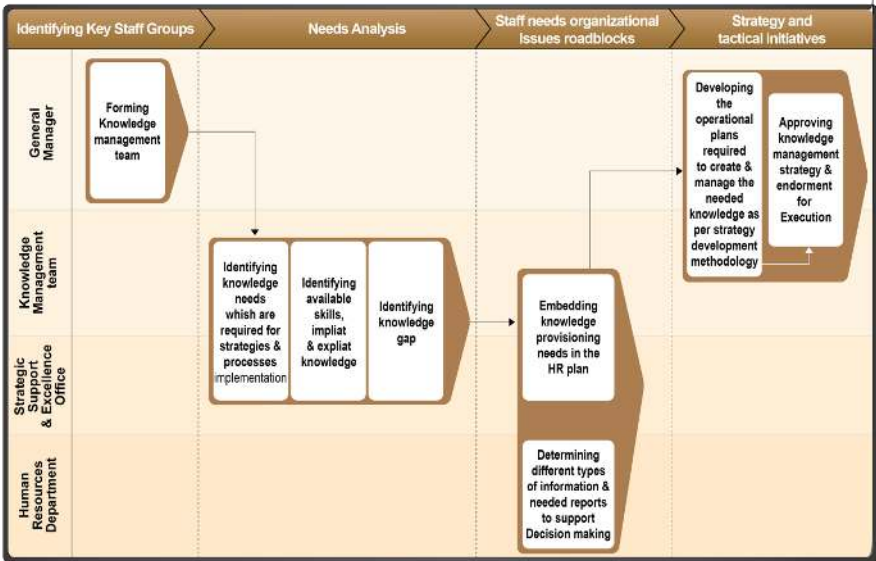 Identifying Key Staff Groups
Needs Analysis
Staff needs organizational
Issues roadblocks
Strategy and
tactical initiatives
General
Manager
Forming
Knowledge
management
team
Developing
the
operational
plans
required
to create &
manage the
needed
knowledge as
per strategy
development
methodology
Approving
knowledge
management
strategy &
endorment
for
Execution
Knowledge
Management
team
Identifying
knowledge
needs
whish are
required for
strategies &
processes
implementation
Identifying
available
skills,
impliat
& expliat
knowledge
Identifying
knowledge
gap
Embedding
knowledge
provisioning
needs in the
HR plan
Strategic
Support
& Excellence
Office
Human
Resources
Department
Determining
different types
of information &
needed reports
to support
Decision making